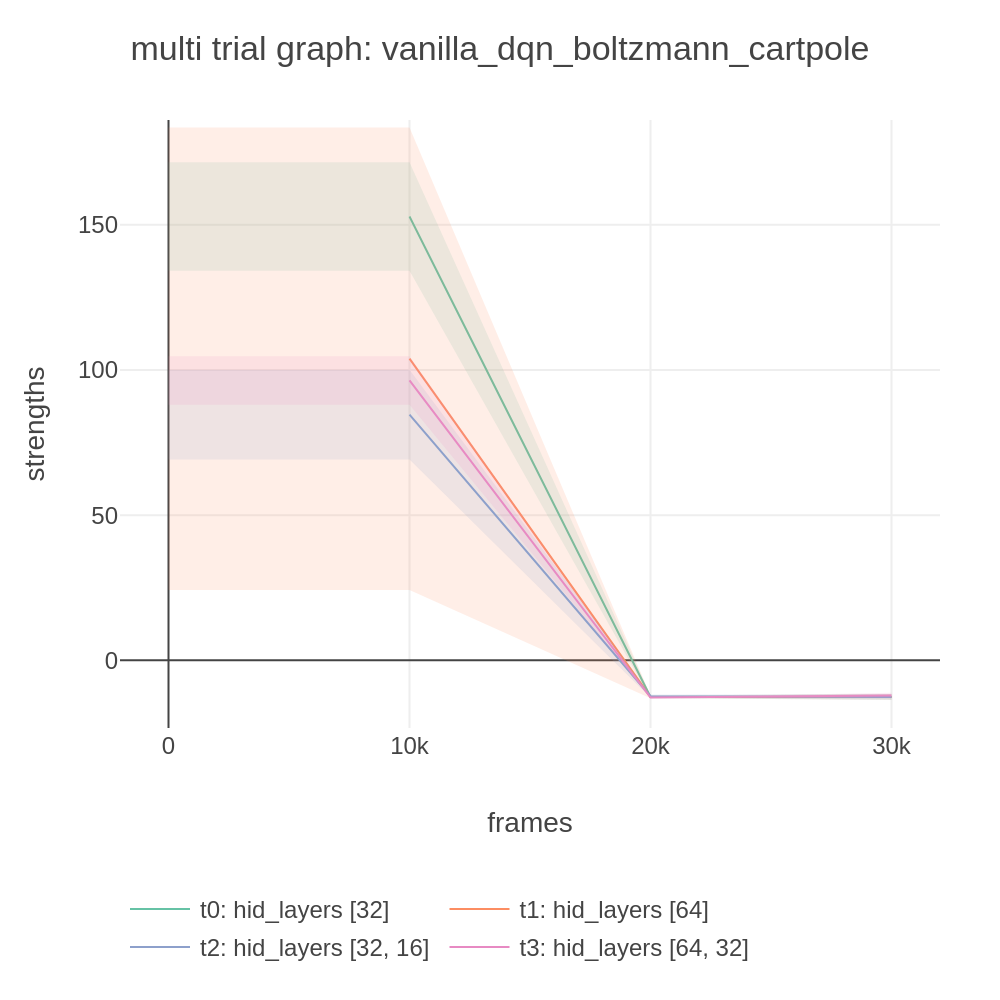 multi trial graph: vanilla_dqn_boltzmann_cartpole
strengths
150
100
50
0
0 10k 20k 30k
frames
t0: hid_layers [32] t1: hid_layers [64]
t2: hid_layers [32, 16] t3: hid_layers [64, 32]